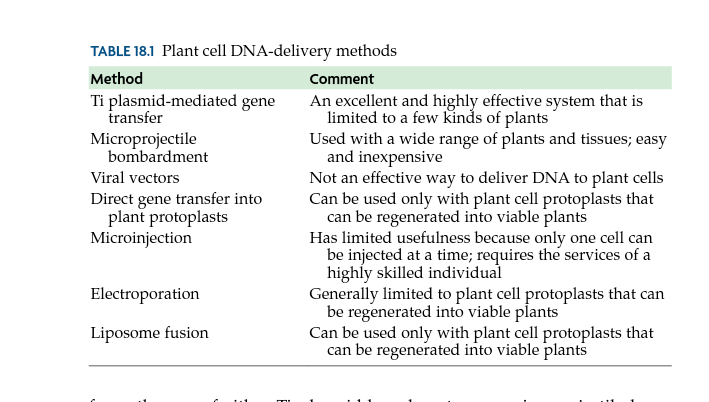 TABLE 18.1 Plant cell DNA-delivery methods
Method Comment
Ti plasmid-mediated gene transfer An excellent and highly effective system that is
limited to a few kinds of plants
Microprojectile bombardment Used with a wide range of plants and tissues; easy
and inexpensive
Viral vectors Not an effective way to deliver DNA to plant cells
Direct gene transfer into plant protoplasts Can be used only with plant cell protoplasts that
can be regenerated into viable plants
Microinjection Has limited usefulness because only one cell can
be injected at a time; requires the services of a
highly skilled individual
Electroporation Generally limited to plant cell protoplasts that can
be regenerated into viable plants
Liposome fusion Can be used only with plant cell protoplasts that
can be regenerated into viable plants